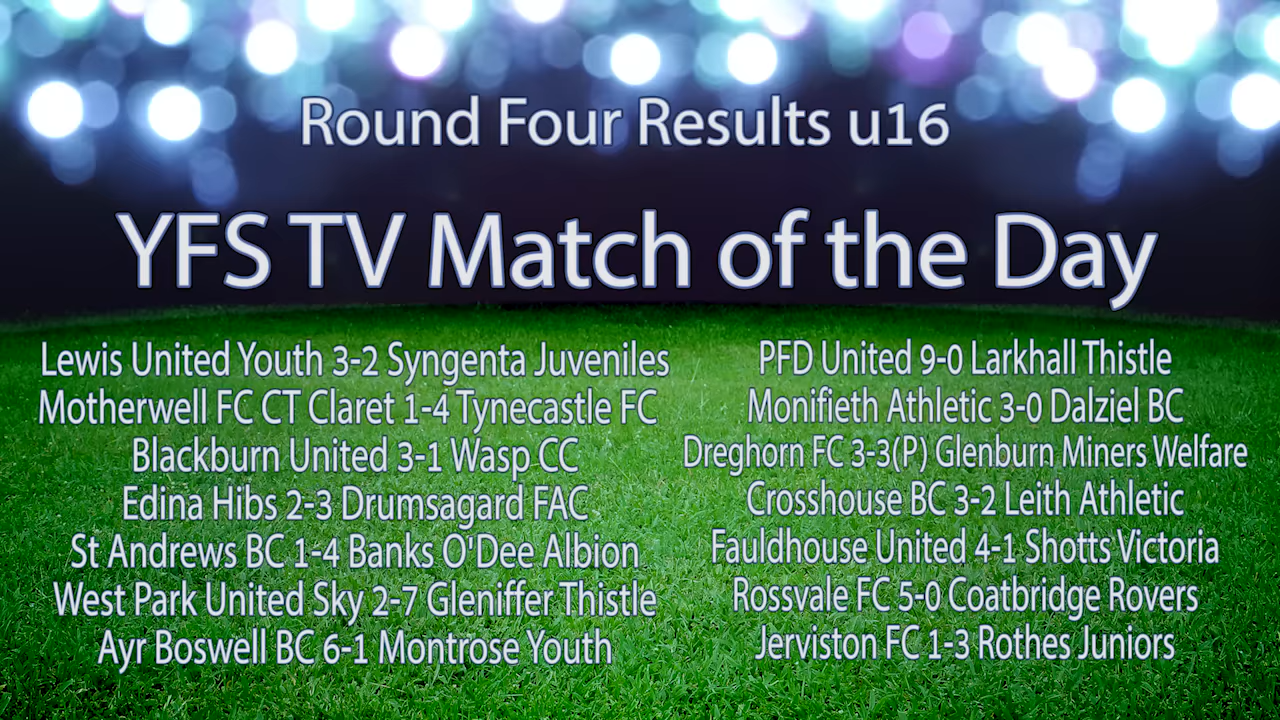 Round Four Results u16
YFS TV Match of the Day
Lewis United Youth 3-2 Syngenta Juveniles
Motherwell FC CT Claret 1-4 Tynecastle FC
Blackburn United 3-1 Wasp CC
Edina Hibs 2-3 Drumsagard FAC
St Andrews BC 1-4 Banks O'Dee Albion
West Park United Sky 2-7 Gleniffer Thistle
Ayr Boswell BC 6-1 Montrose Youth
PFD United 9-0 Larkhall Thistle
Monifieth Athletic 3-0 Dalziel BC
Dreghorn FC 3-3(P) Glenburn Miners Welfare
Crosshouse BC 3-2 Leith Athletic
Fauldhouse United 4-1 Shotts Victoria
Rossvale FC 5-0 Coatbridge Rovers
Jerviston FC 1-3 Rothes Juniors